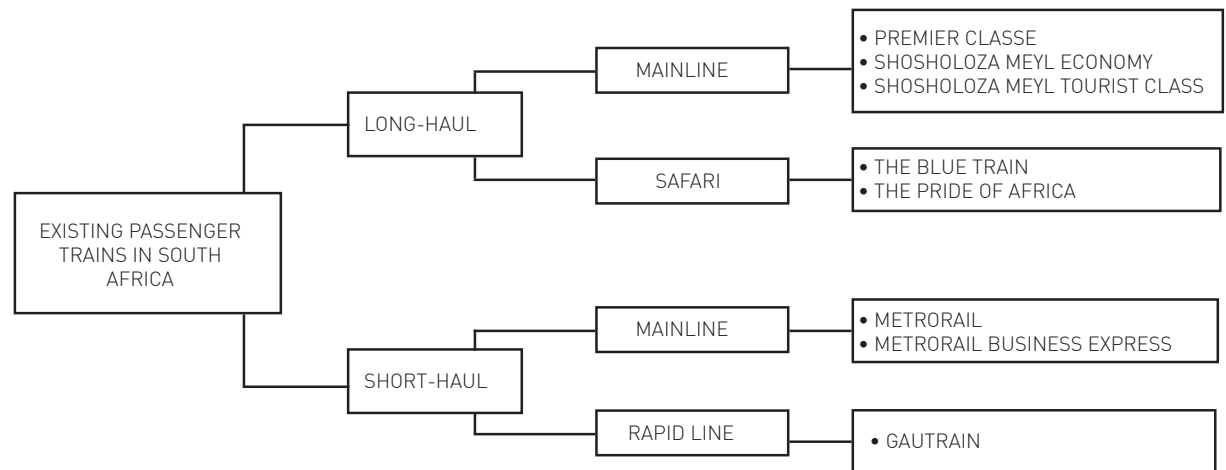 EXISTING PASSENGER
TRAINS IN SOUTH
AFRICA
LONG-HAUL
MAINLINE
• PREMIER CLASSE
• SHOSHOLOZA MEYL ECONOMY
• SHOSHOLOZA MEYL TOURIST CLASS
SAFARI
• THE BLUE TRAIN
• THE PRIDE OF AFRICA
SHORT-HAUL
MAINLINE
• METRORAIL
• METRORAIL BUSINESS EXPRESS
RAPID LINE
• GAUTRAIN